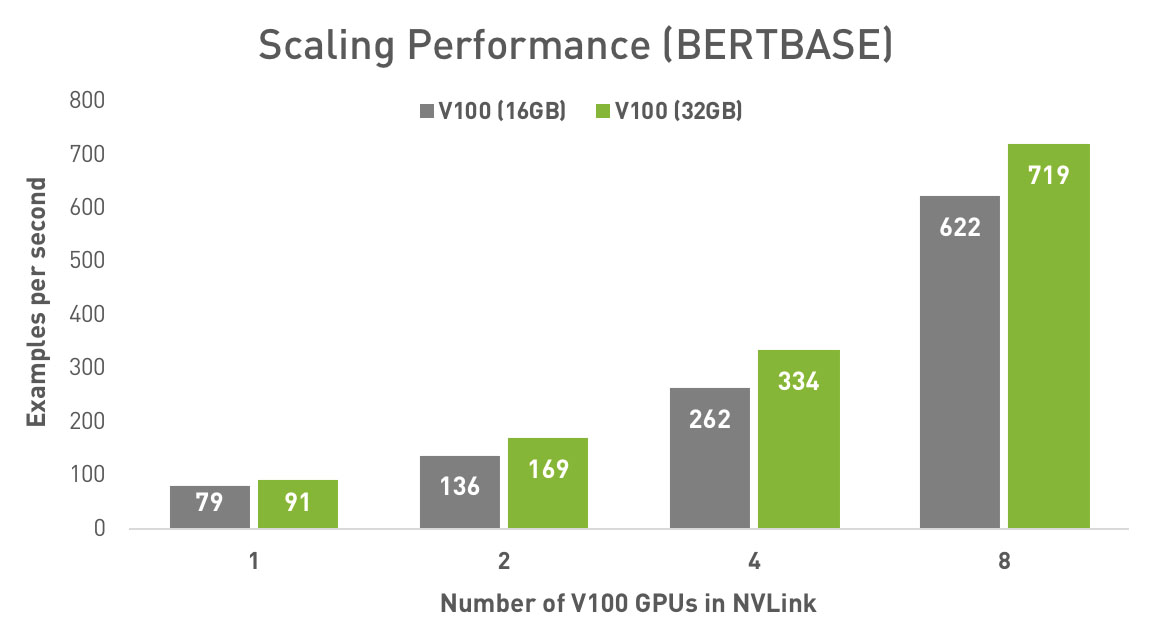 Scaling Performance (BERTBASE)
V100 (16GB) V100 (32GB)
Examples per second
800
700
600
500
400
300
200
100
0
79 91
136 169
262 334
622 719
1 2 4 8
Number of V100 GPUs in NVLink